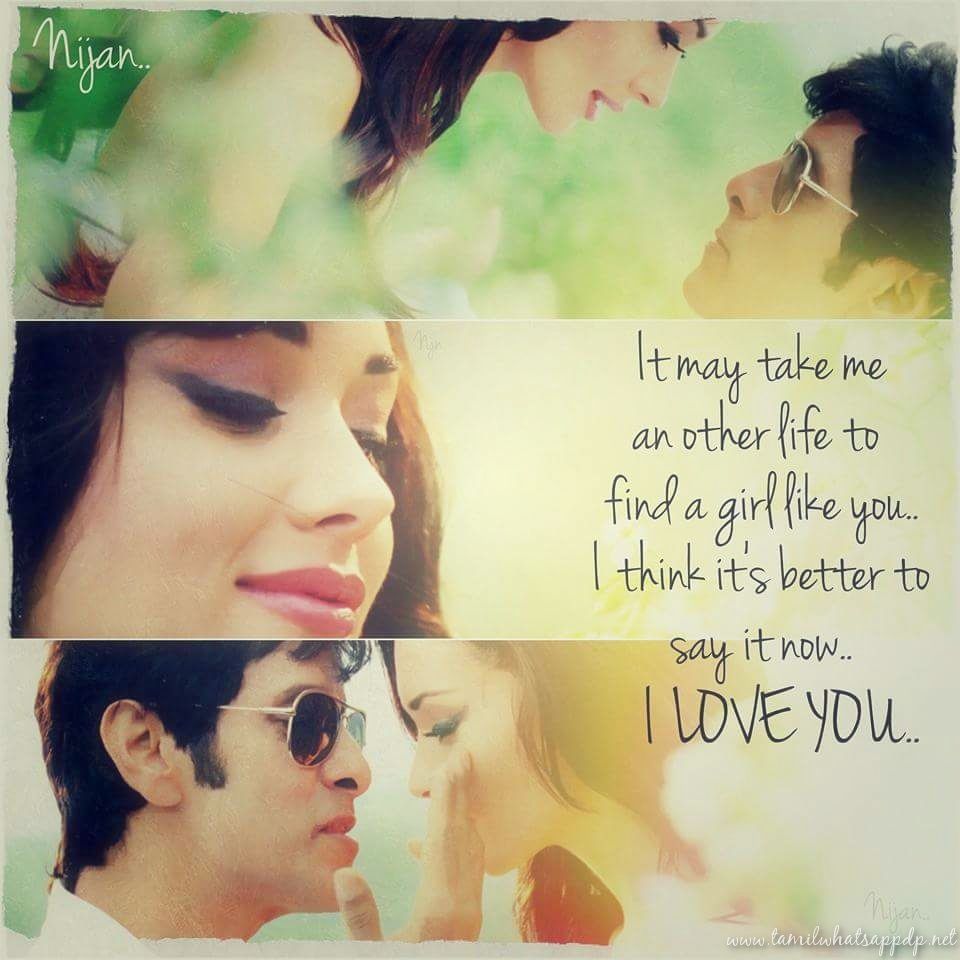 Nijan..
Njn
It may take me
an other life to
find a girl like you..
I think it's better to
say it now..
I LOVE YOU..
Nijan..
www.tamilwhatsappdp.net